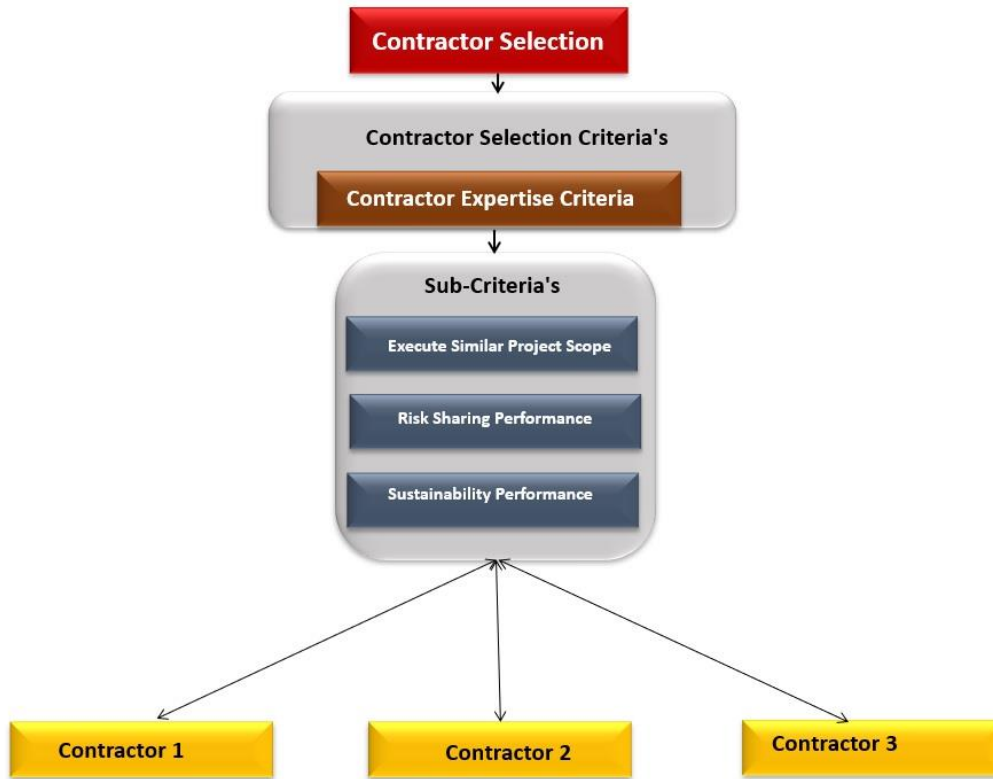 Contractor Selection
Contractor Selection Criteria's
Contractor Expertise Criteria
Sub-Criteria's
Execute Similar Project Scope
Risk Sharing Performance
Sustainability Performance
Contractor 1
Contractor 2
Contractor 3